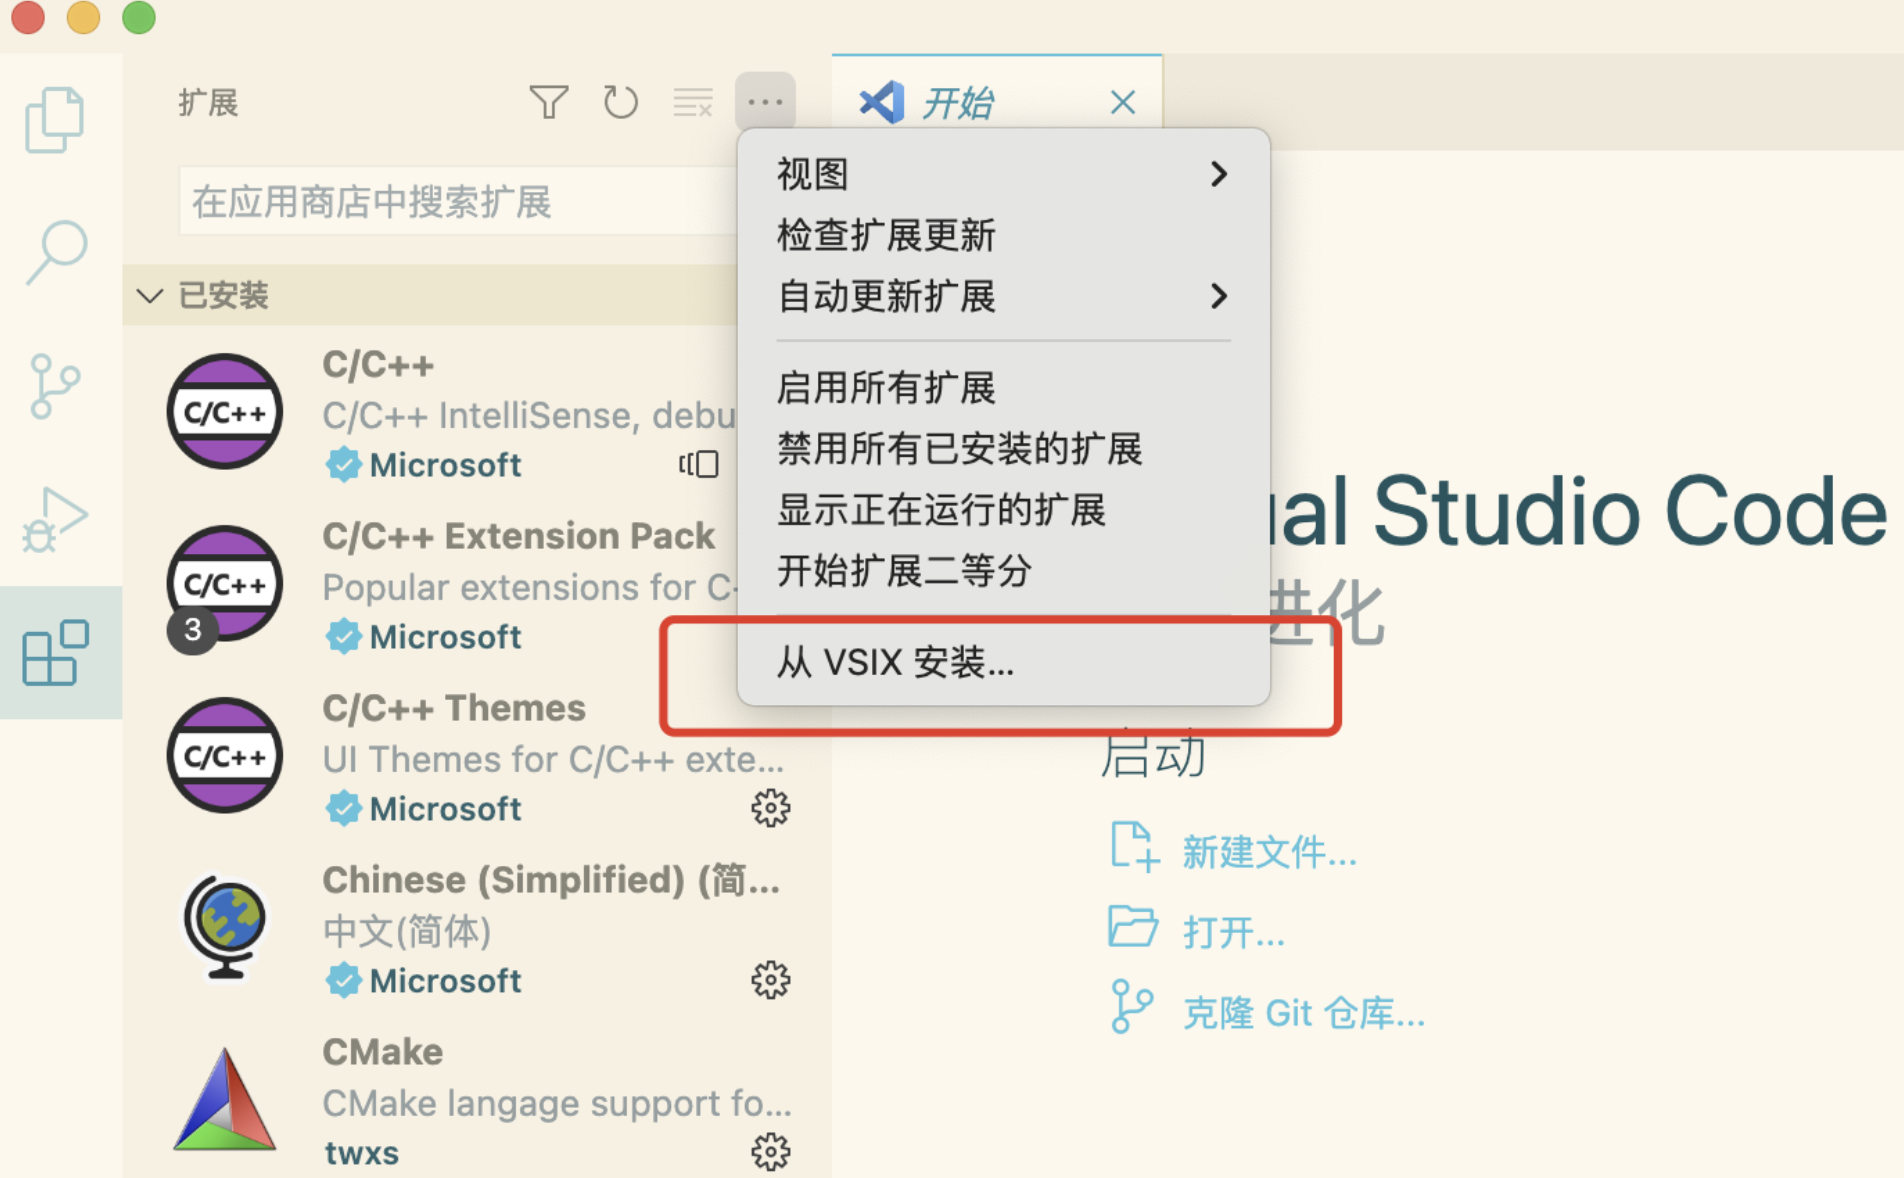 扩展
开始
在应用商店中搜索扩展
视图
检查扩展更新
自动更新扩展
启用所有扩展
禁用所有已安装的扩展
显示正在运行的扩展
开始扩展二等分
从 VSIX 安装...
已安装
C/C++
C/C++
C/C++ IntelliSense, debu
Microsoft
C/C++
3
C/C++ Extension Pack
Popular extensions for C
Microsoft
C/C++
C/C++ Themes
UI Themes for C/C++ exte...
Microsoft
Chinese (Simplified) (简...
中文(简体)
Microsoft
CMake
CMake langage support fo...
twxs
ual Studio Code
进化
启动
新建文件...
打开...
克隆 Git 仓库...